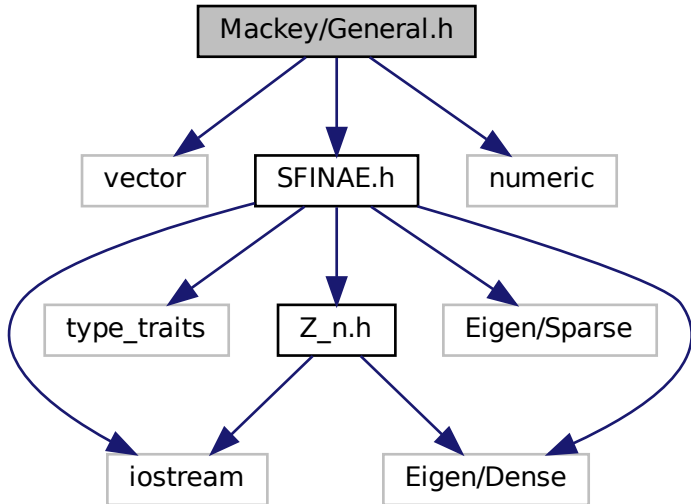 Mackey/General.h
vector
SFINAE.h
numeric
type_traits
Z_n.h
Eigen/Sparse
iostream
Eigen/Dense